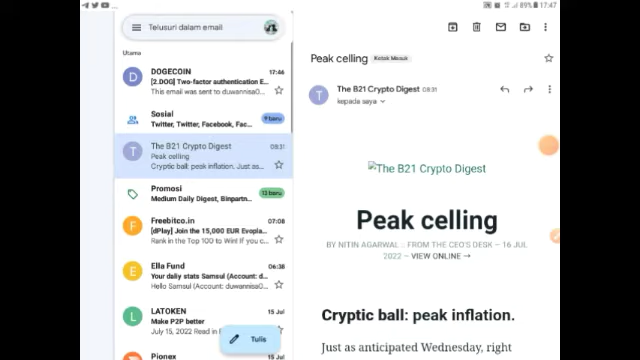 89% 17:47
Telusuri dalam email
Utama
DOGECOIN 17:46
[2.DOG] Two-factor authentication E...
This email was sent to duwannisa0...
Sosial
Twitter, Twitter, Facebook, Fac...
9 baru
The B21 Crypto Digest 08:31
Peak celling
Cryptic ball: peak inflation. Just as...
Promosi
Medium Daily Digest, Binpartn...
12 baru
Freebitco.in 07:08
[dPlay] Join the 15,000 EUR Evopla...
Rank in the Top 100 to Win! If you c...
Ella Fund 06:38
Your daily stats Samsul (Account: d...
Hello Samsul (Account: duwannisa0...
LATOKEN 15 Jul
Make P2P better
July 15, 2022 Read in
Tulis
Pionex 15 Jul
Peak celling Kotak Masuk
The B21 Crypto Digest 08:31
kepada saya
The B21 Crypto Digest
Peak celling
BY NITIN AGARWAL :: FROM THE CEO'S DESK – 16 JUL
2022 – VIEW ONLINE →
Cryptic ball: peak inflation.
Just as anticipated Wednesday, right